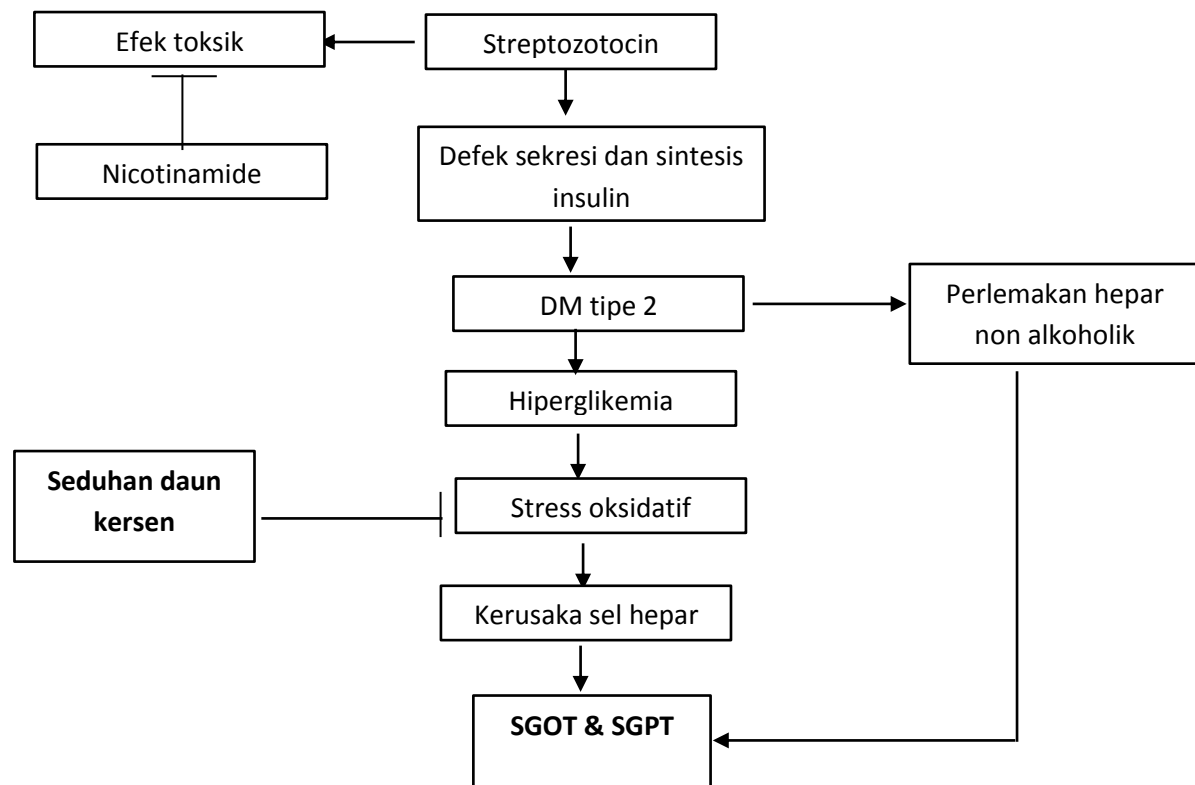 Efek toksik
Streptozotocin
Nicotinamide
Defek sekresi dan sintesis
insulin
DM tipe 2
Perlemakan hepar
non alkoholik
Hiperglikemia
Seduhan daun
kersen
Stress oksidatif
Kerusaka sel hepar
SGOT & SGPT